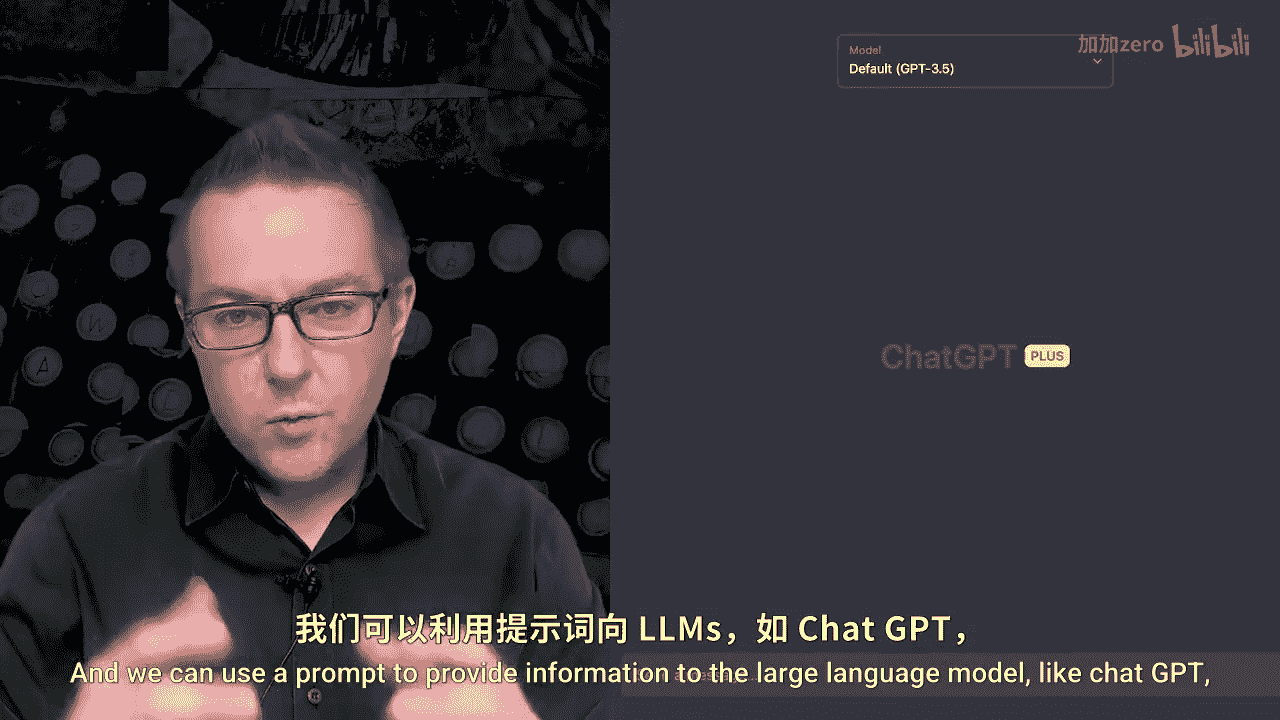 加加zero bilibili
Model
Default (GPT-3.5)
ChatGPT PLUS
我们可以利用提示词向 LLMs，如 Chat GPT，
And we can use a prompt to provide information to the large language model, like chat GPT,